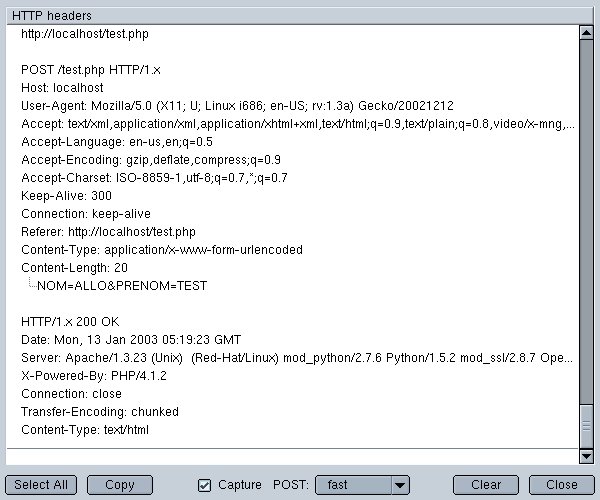 HTTP headers
http://localhost/test.php
POST /test.php HTTP/1.x
Host: localhost
User-Agent: Mozilla/5.0 (X11; U; Linux i686; en-US; rv:1.3a) Gecko/20021212
Accept: text/xml,application/xml,application/xhtml+xml,text/html;q=0.9,text/plain;q=0.8,video/x-mng,...
Accept-Language: en-us,en;q=0.5
Accept-Encoding: gzip,deflate,compress;q=0.9
Accept-Charset: ISO-8859-1,utf-8;q=0.7,*;q=0.7
Keep-Alive: 300
Connection: keep-alive
Referer: http://localhost/test.php
Content-Type: application/x-www-form-urlencoded
Content-Length: 20
NOM=ALLO&PRENOM=TEST
HTTP/1.x 200 OK
Date: Mon, 13 Jan 2003 05:19:23 GMT
Server: Apache/1.3.23 (Unix)  (Red-Hat/Linux) mod_python/2.7.6 Python/1.5.2 mod_ssl/2.8.7 Ope...
X-Powered-By: PHP/4.1.2
Connection: close
Transfer-Encoding: chunked
Content-Type: text/html
Select All Copy Capture POST: fast Clear Close